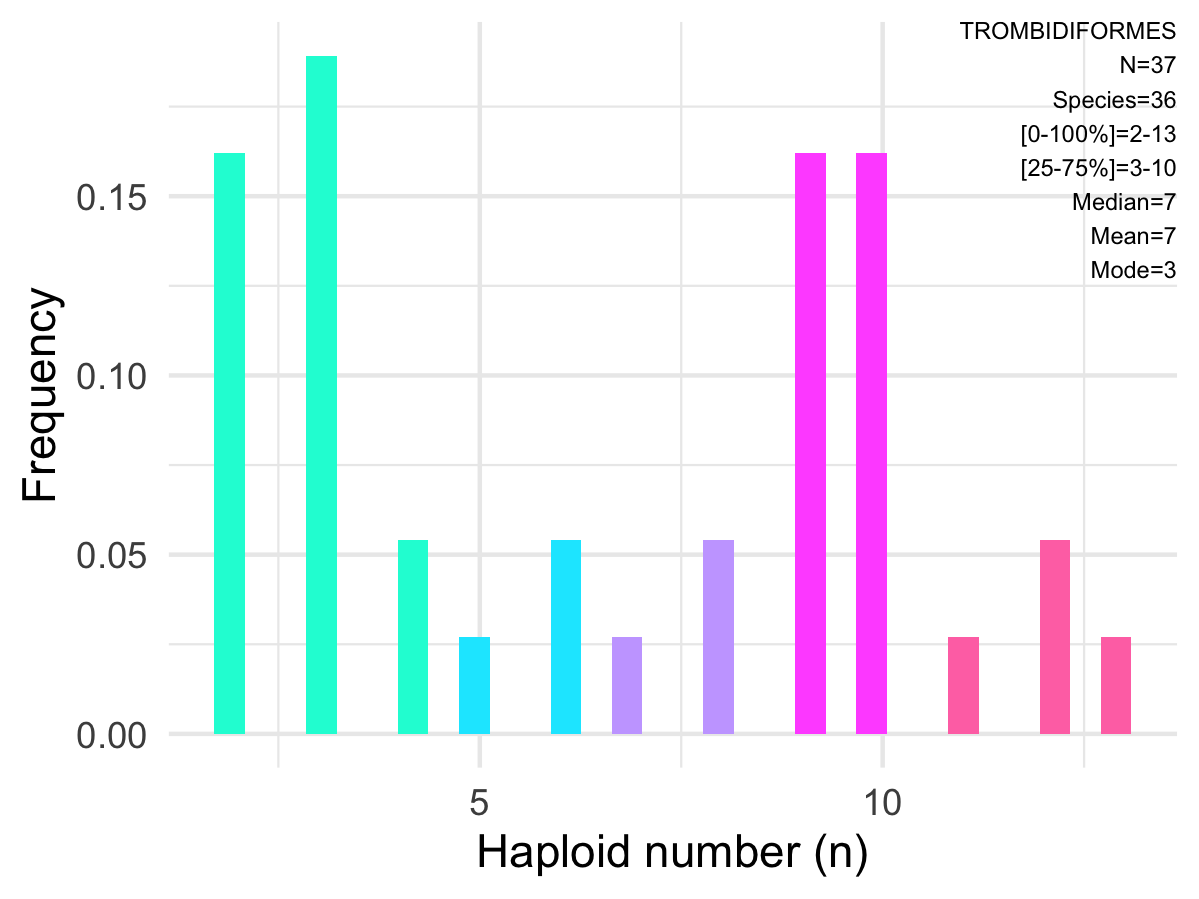 TROMBIDIFORMES
N=37
Species=36
[0-100%]=2-13
[25-75%]=3-10
Median=7
Mean=7
Mode=3
Frequency
0.15
0.10
0.05
0.00
5 10
Haploid number (n)